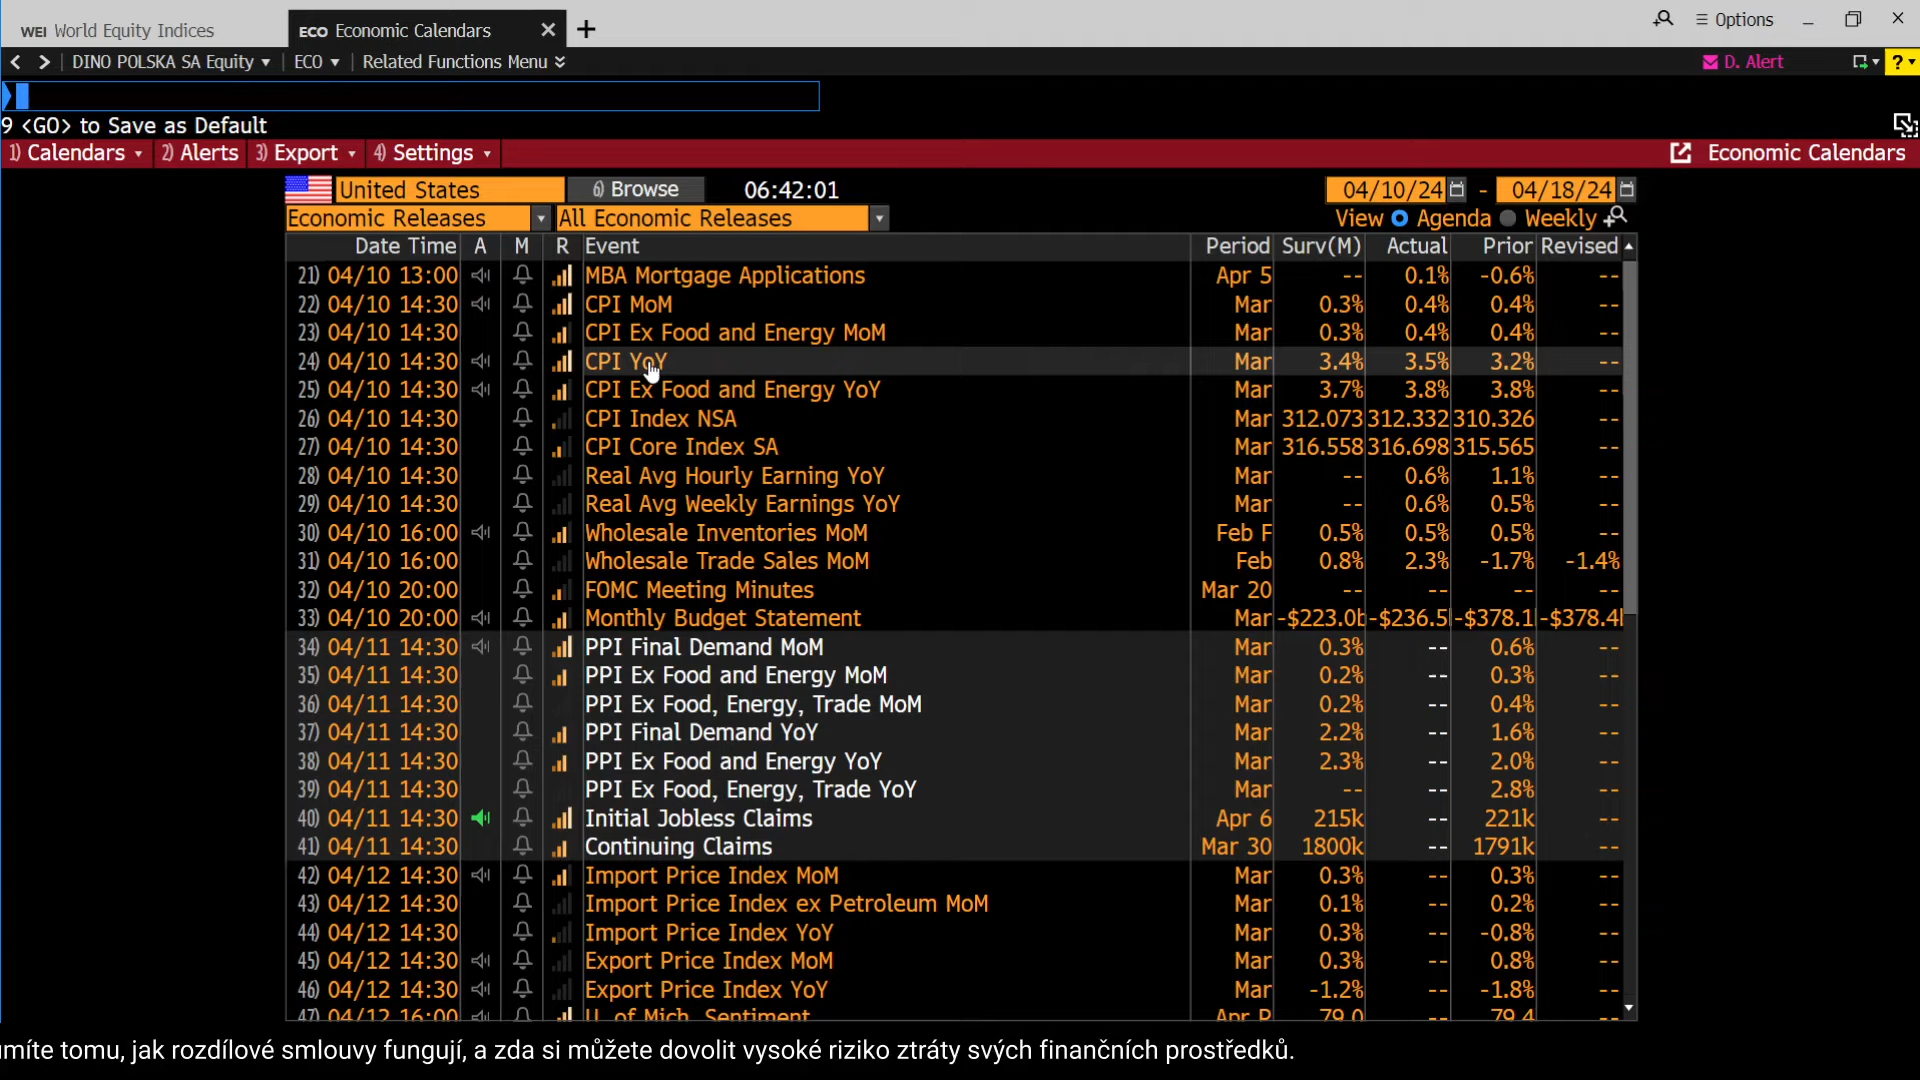 WEI World Equity Indices ECO Economic Calendars Options
DINO POLSKA SA Equity ECO Related Functions Menu D. Alert ?
9 <GO> to Save as Default
1) Calendars 2) Alerts 3) Export 4) Settings Economic Calendars
United States 6) Browse 06:42:01 04/10/24 - 04/18/24
Economic Releases All Economic Releases View Agenda Weekly
Date Time A M R Event Period Surv(M) Actual Prior Revised
21) 04/10 13:00 MBA Mortgage Applications Apr 5 -- 0.1% -0.6% --
22) 04/10 14:30 CPI MoM Mar 0.3% 0.4% 0.4% --
23) 04/10 14:30 CPI Ex Food and Energy MoM Mar 0.3% 0.4% 0.4% --
24) 04/10 14:30 CPI YoY Mar 3.4% 3.5% 3.2% --
25) 04/10 14:30 CPI Ex Food and Energy YoY Mar 3.7% 3.8% 3.8% --
26) 04/10 14:30 CPI Index NSA Mar 312.073 312.332 310.326 --
27) 04/10 14:30 CPI Core Index SA Mar 316.558 316.698 315.565 --
28) 04/10 14:30 Real Avg Hourly Earning YoY Mar -- 0.6% 1.1% --
29) 04/10 14:30 Real Avg Weekly Earnings YoY Mar -- 0.6% 0.5% --
30) 04/10 16:00 Wholesale Inventories MoM Feb F 0.5% 0.5% 0.5% --
31) 04/10 16:00 Wholesale Trade Sales MoM Feb 0.8% 2.3% -1.7% -1.4%
32) 04/10 20:00 FOMC Meeting Minutes Mar 20 -- -- -- --
33) 04/10 20:00 Monthly Budget Statement Mar -$223.0b -$236.5 -$378.1 -$378.4
34) 04/11 14:30 PPI Final Demand MoM Mar 0.3% -- 0.6% --
35) 04/11 14:30 PPI Ex Food and Energy MoM Mar 0.2% -- 0.3% --
36) 04/11 14:30 PPI Ex Food, Energy, Trade MoM Mar 0.2% -- 0.4% --
37) 04/11 14:30 PPI Final Demand YoY Mar 2.2% -- 1.6% --
38) 04/11 14:30 PPI Ex Food and Energy YoY Mar 2.3% -- 2.0% --
39) 04/11 14:30 PPI Ex Food, Energy, Trade YoY Mar -- -- 2.8% --
40) 04/11 14:30 Initial Jobless Claims Apr 6 215k -- 221k --
41) 04/11 14:30 Continuing Claims Mar 30 1800k -- 1791k --
42) 04/12 14:30 Import Price Index MoM Mar 0.3% -- 0.3% --
43) 04/12 14:30 Import Price Index ex Petroleum MoM Mar 0.1% -- 0.2% --
44) 04/12 14:30 Import Price Index YoY Mar 0.3% -- -0.8% --
45) 04/12 14:30 Export Price Index MoM Mar 0.3% -- 0.8% --
46) 04/12 14:30 Export Price Index YoY Mar -1.2% -- -1.8% --
47) 04/12 16:00 U. of Mich. Sentiment Apr P 79.0 -- 79.4 --
umíte tomu, jak rozdílové smlouvy fungují, a zda si můžete dovolit vysoké riziko ztráty svých finančních prostředků.